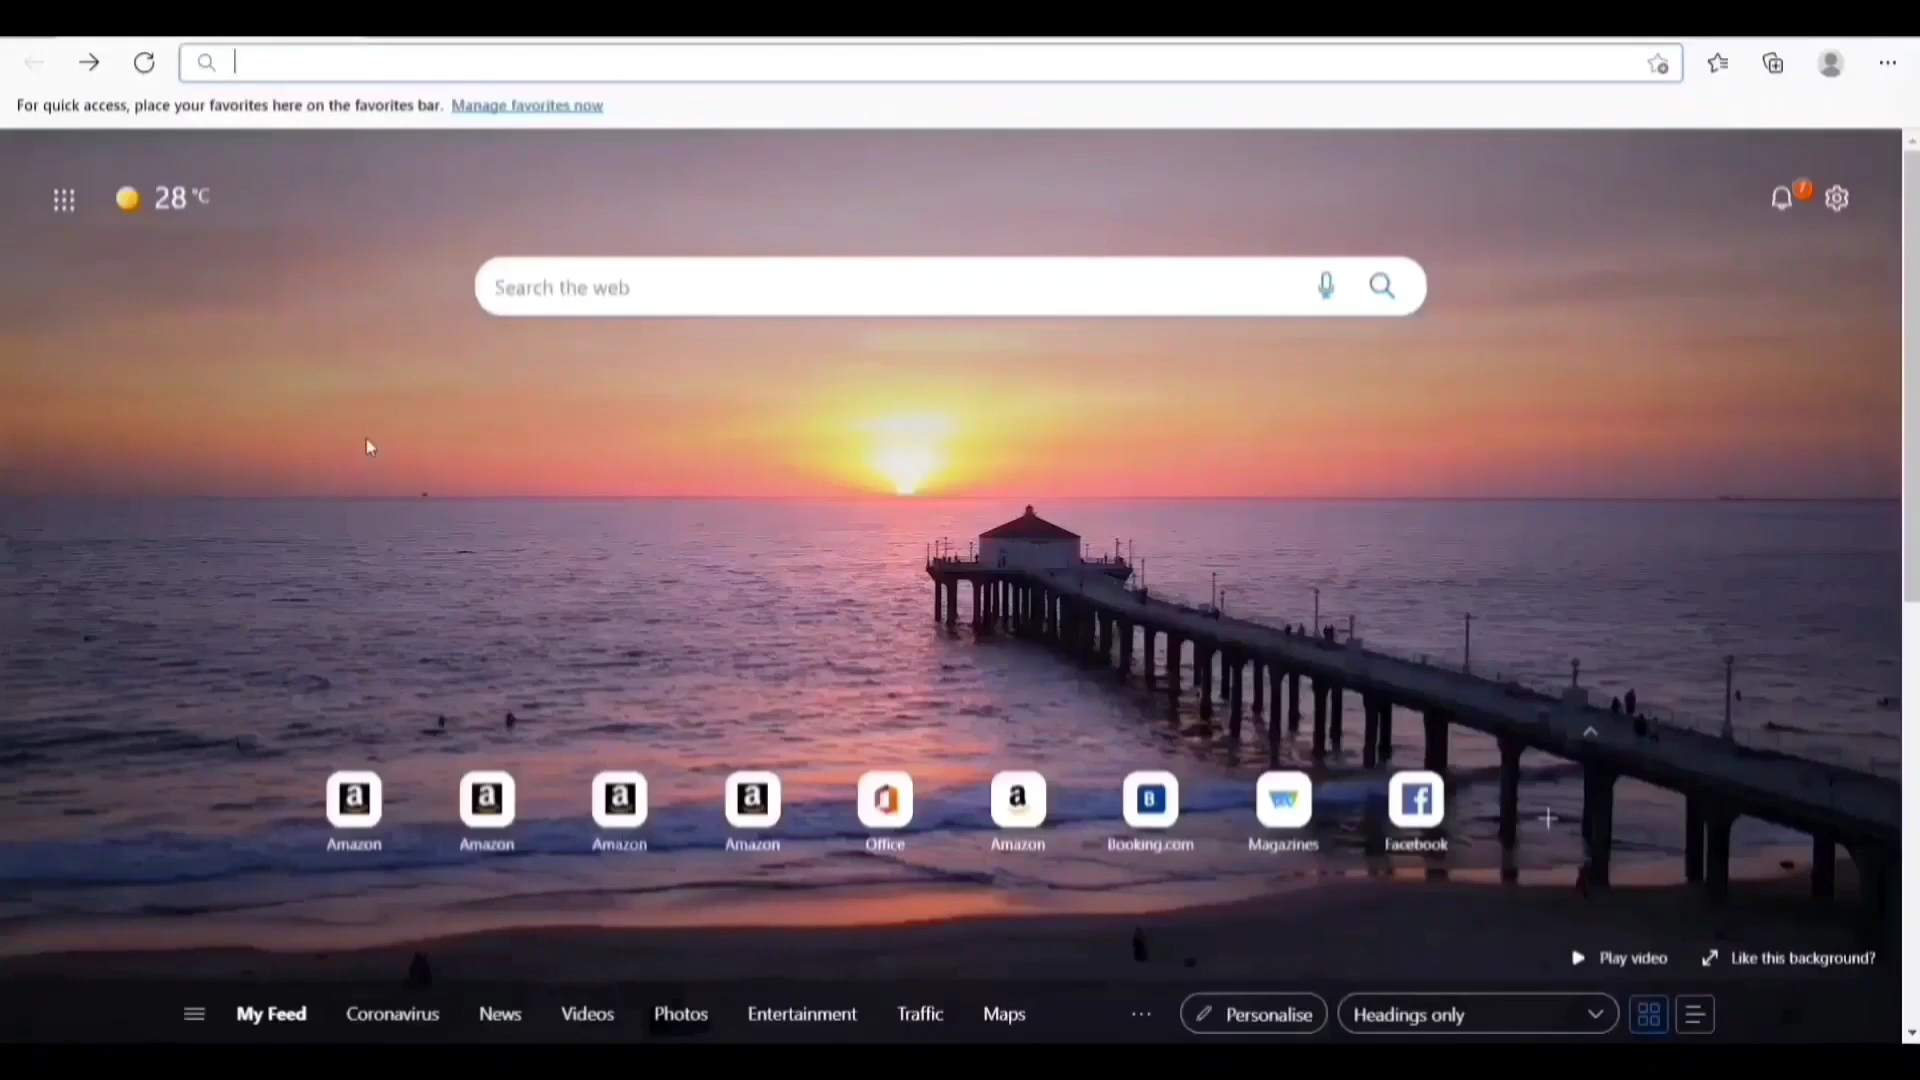 For quick access, place your favorites here on the favorites bar. Manage favorites now
28 °C
Search the web
Amazon
Amazon
Amazon
Amazon
Office
Amazon
Booking.com
Magazines
Facebook
Play video
Like this background?
My Feed
Coronavirus
News
Videos
Photos
Entertainment
Traffic
Maps
Personalise
Headings only